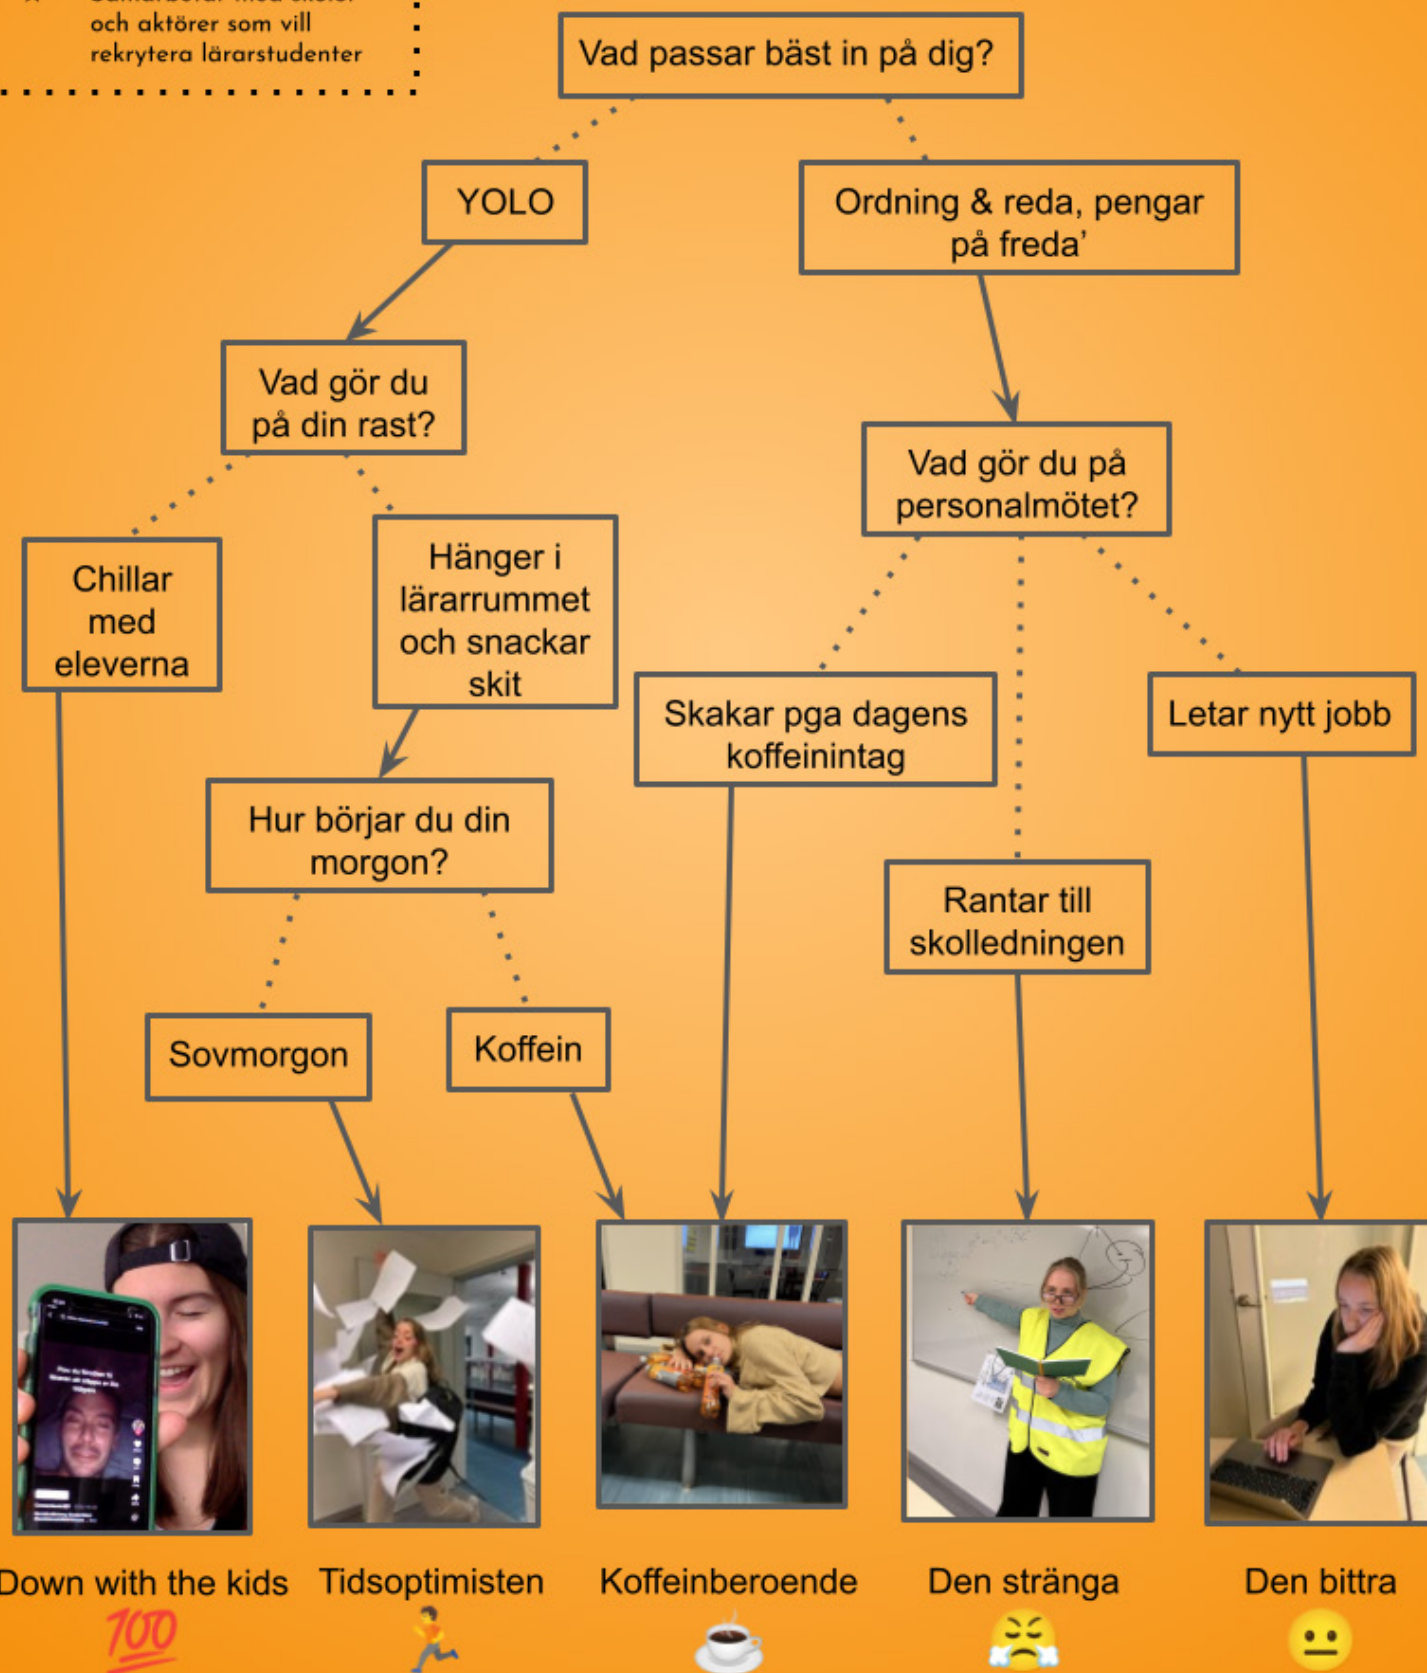 och aktörer som vill
rekrytera lärarstudenter
Vad passar bäst in på dig?
YOLO
Ordning & reda, pengar
på freda’
Vad gör du
på din rast?
Vad gör du på
personalmötet?
Chillar
med
eleverna
Hänger i
lärarrummet
och snackar
skit
Skakar pga dagens
koffeinintag
Letar nytt jobb
Hur börjar du din
morgon?
Rantar till
skolledningen
Sovmorgon
Koffein
Down with the kids
Tidsoptimisten
Koffeinberoende
Den stränga
Den bittra
100